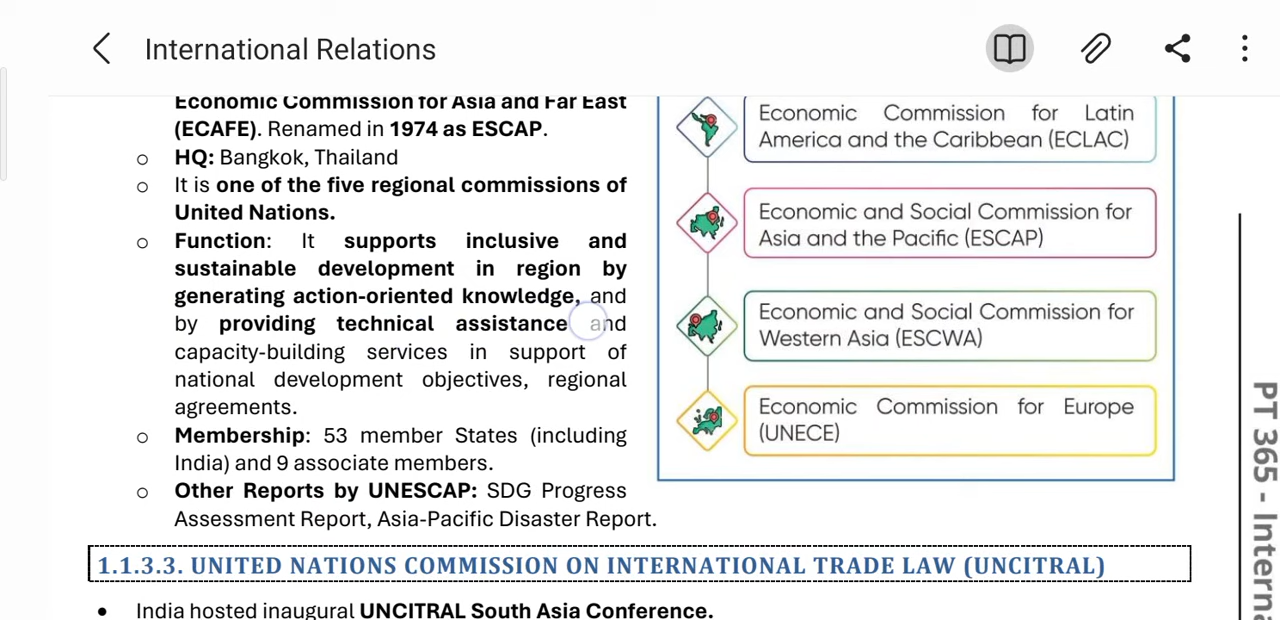 International Relations
Economic Commission for Asia and Far East
(ECAFE). Renamed in 1974 as ESCAP.
o HQ: Bangkok, Thailand
o It is one of the five regional commissions of
United Nations.
o Function: It supports inclusive and
sustainable development in region by
generating action-oriented knowledge, and
by providing technical assistance and
capacity-building services in support of
national development objectives, regional
agreements.
o Membership: 53 member States (including
India) and 9 associate members.
o Other Reports by UNESCAP: SDG Progress
Assessment Report, Asia-Pacific Disaster Report.
Economic Commission for Latin
America and the Caribbean (ECLAC)
Economic and Social Commission for
Asia and the Pacific (ESCAP)
Economic and Social Commission for
Western Asia (ESCWA)
Economic Commission for Europe
(UNECE)
1.1.3.3. UNITED NATIONS COMMISSION ON INTERNATIONAL TRADE LAW (UNCITRAL)
• India hosted inaugural UNCITRAL South Asia Conference.
PT 365 - Interna